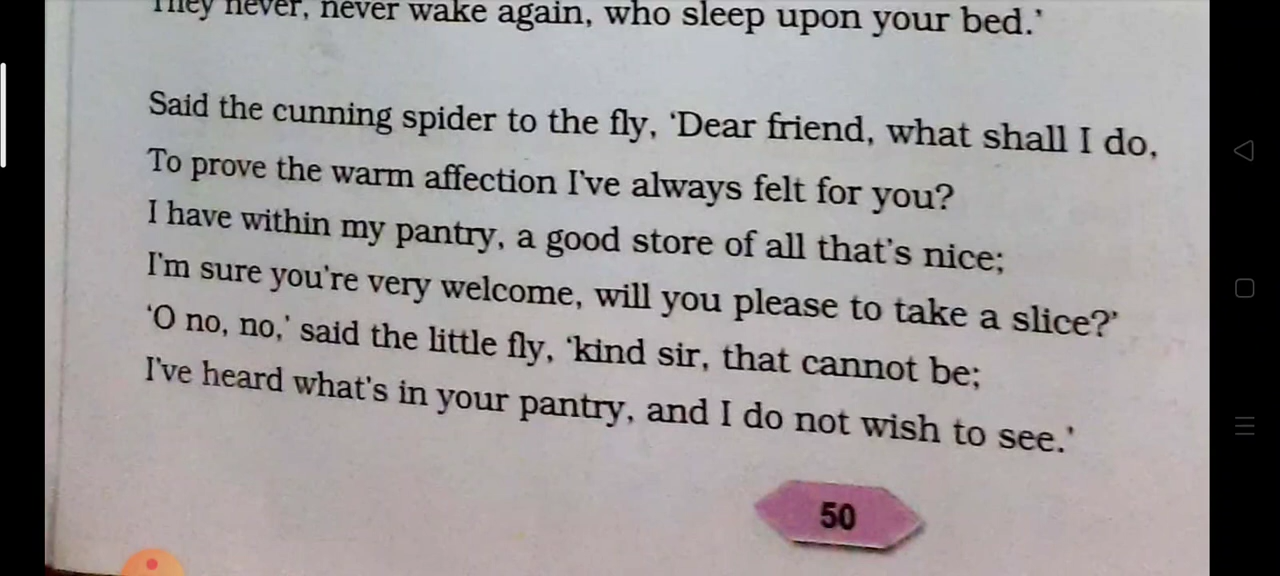 They never, never wake again, who sleep upon your bed.’
Said the cunning spider to the fly, ‘Dear friend, what shall I do,
To prove the warm affection I've always felt for you?
I have within my pantry, a good store of all that's nice;
I'm sure you're very welcome, will you please to take a slice?’
‘O no, no,’ said the little fly, ‘kind sir, that cannot be;
I've heard what's in your pantry, and I do not wish to see.’
50